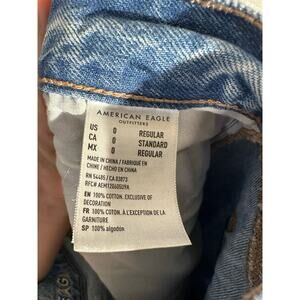 AMERICAN EAGLE
OUTFITTERS
US 0 REGULAR
CA 0 STANDARD
MX 0 REGULAR
MADE IN CHINA / FABRIQUÉ EN
CHINE / HECHO EN CHINA
RN 54485 / CA 03873
EN 100% COTTON. EXCLUSIVE OF
DECORATION
FR 100% COTON. À L'EXCEPTION DE LA
GARNITURE
SP 100% algodón